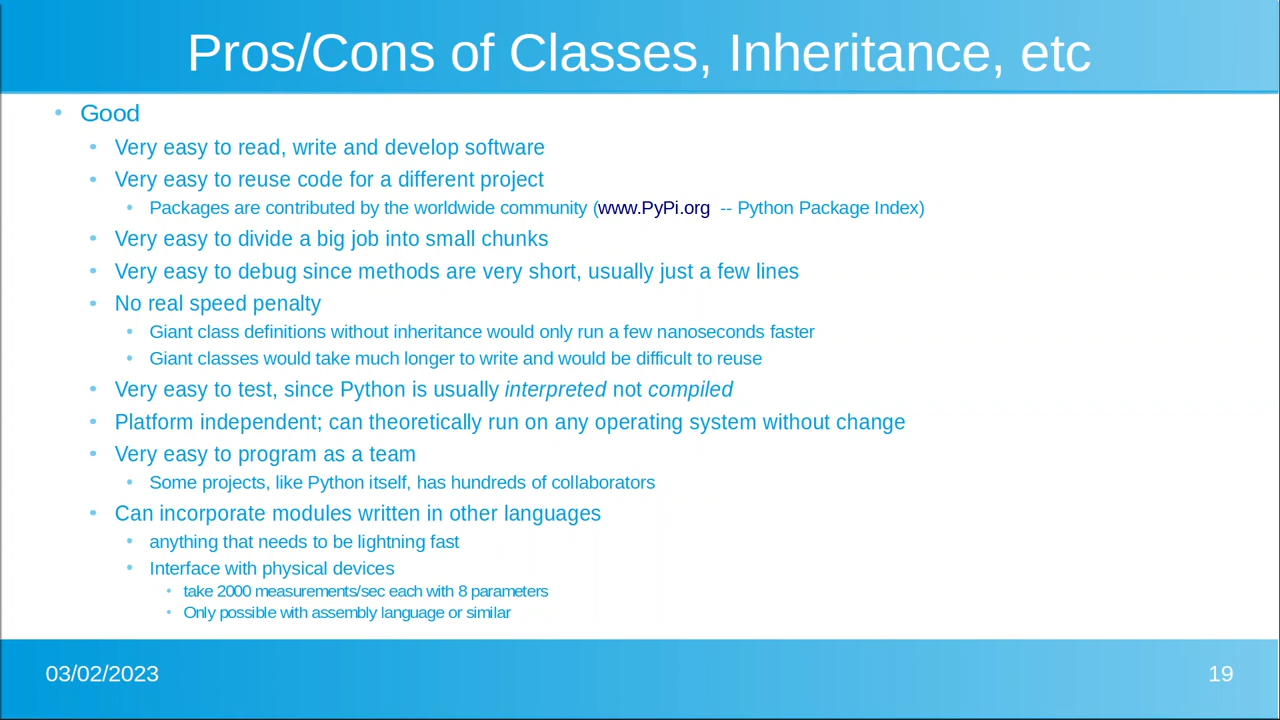 Pros/Cons of Classes, Inheritance, etc
• Good
• Very easy to read, write and develop software
• Very easy to reuse code for a different project
• Packages are contributed by the worldwide community (www.PyPi.org -- Python Package Index)
• Very easy to divide a big job into small chunks
• Very easy to debug since methods are very short, usually just a few lines
• No real speed penalty
• Giant class definitions without inheritance would only run a few nanoseconds faster
• Giant classes would take much longer to write and would be difficult to reuse
• Very easy to test, since Python is usually interpreted not compiled
• Platform independent; can theoretically run on any operating system without change
• Very easy to program as a team
• Some projects, like Python itself, has hundreds of collaborators
• Can incorporate modules written in other languages
• anything that needs to be lightning fast
• Interface with physical devices
• take 2000 measurements/sec each with 8 parameters
• Only possible with assembly language or similar
03/02/2023
19